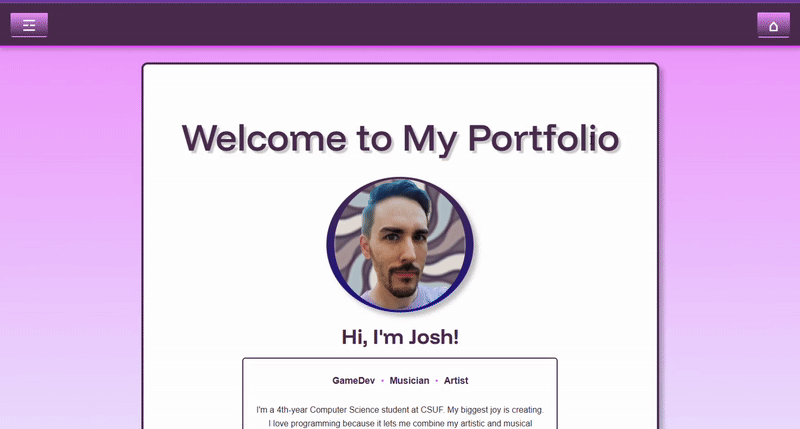 Welcome to My Portfolio
Hi, I'm Josh!
GameDev • Musician • Artist
I'm a 4th-year Computer Science student at CSUF. My biggest joy is creating.
I love programming because it lets me combine my artistic and musical